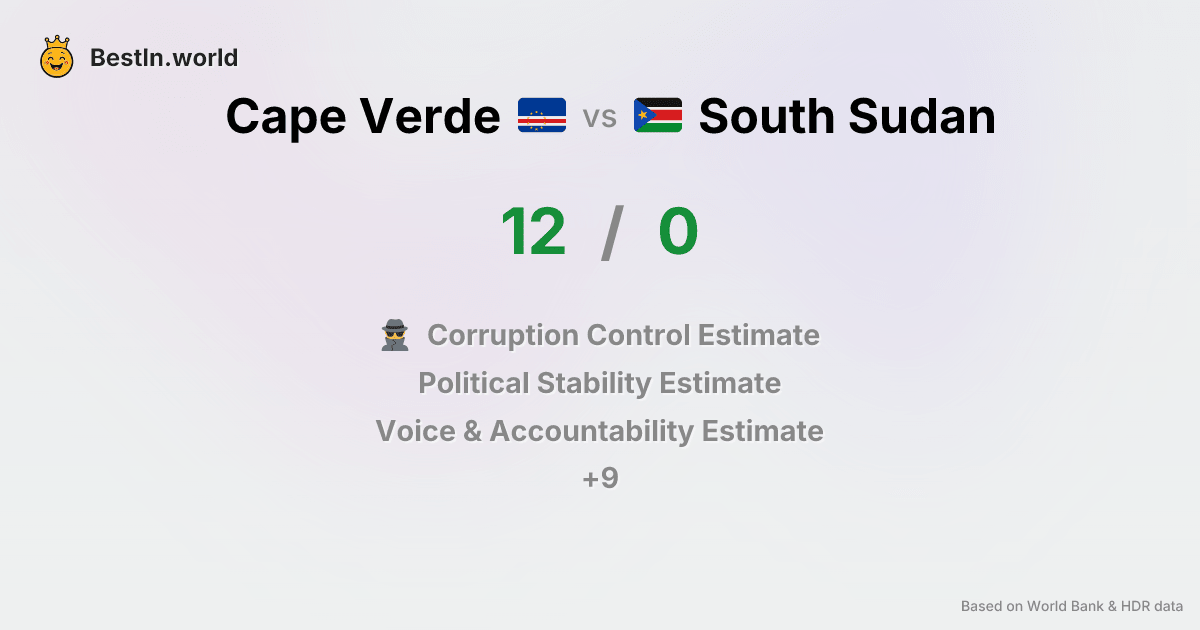 BestIn.world
Cape Verde vs South Sudan
12 / 0
Corruption Control Estimate
Political Stability Estimate
Voice & Accountability Estimate
+9
Based on World Bank & HDR data